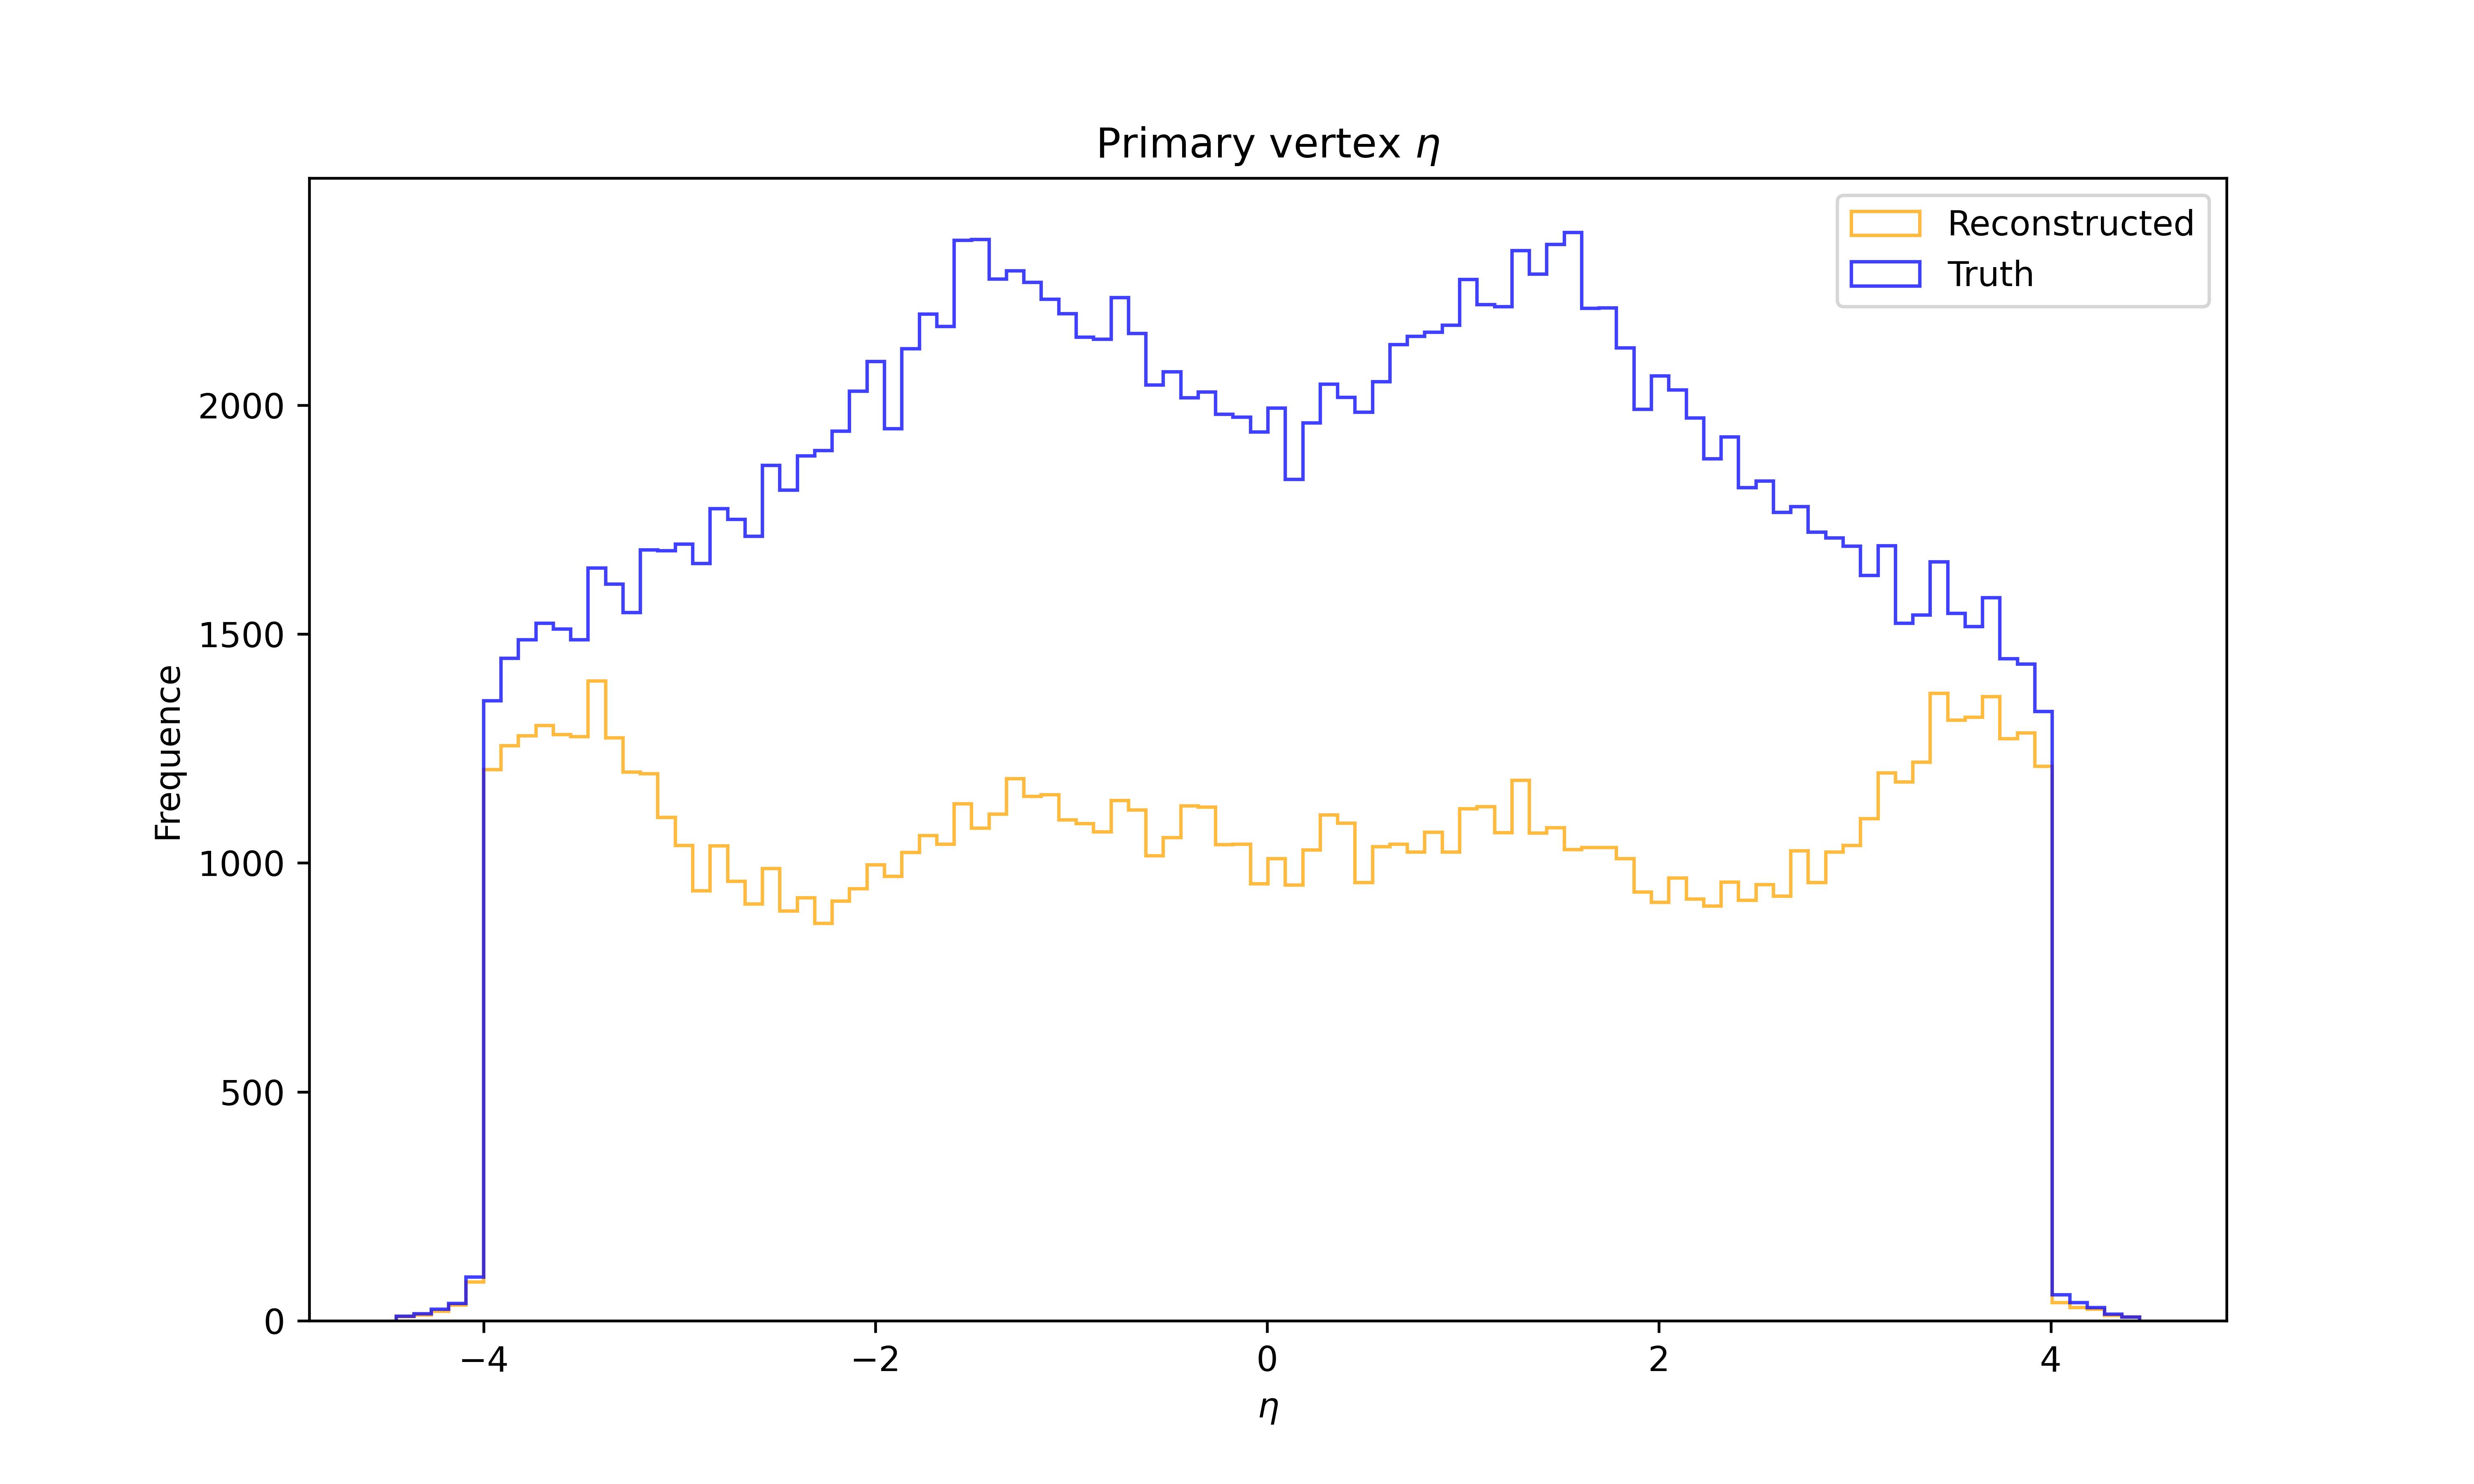 Primary vertex η
Reconstructed
Truth
2000
1500
1000
500
0
Frequence
−4
−2
0
2
4
η